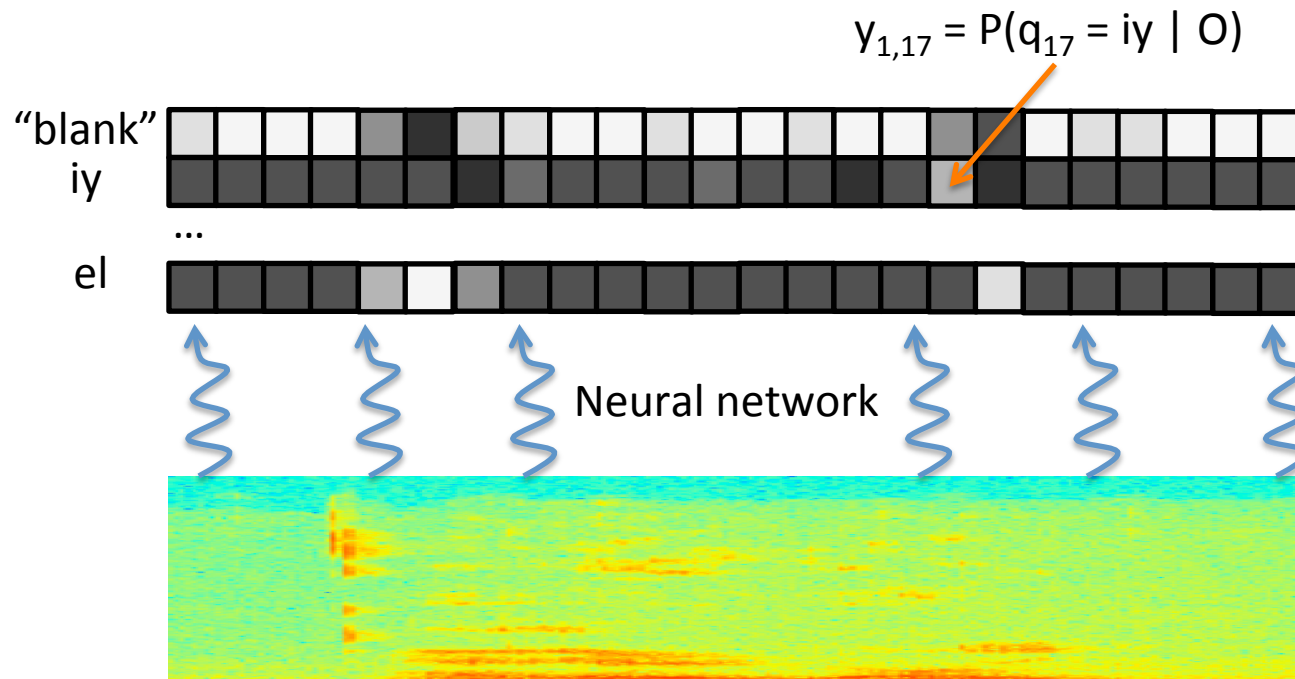 y1,17 = P(q17 = iy | O)
“blank”
iy
...
el
Neural network